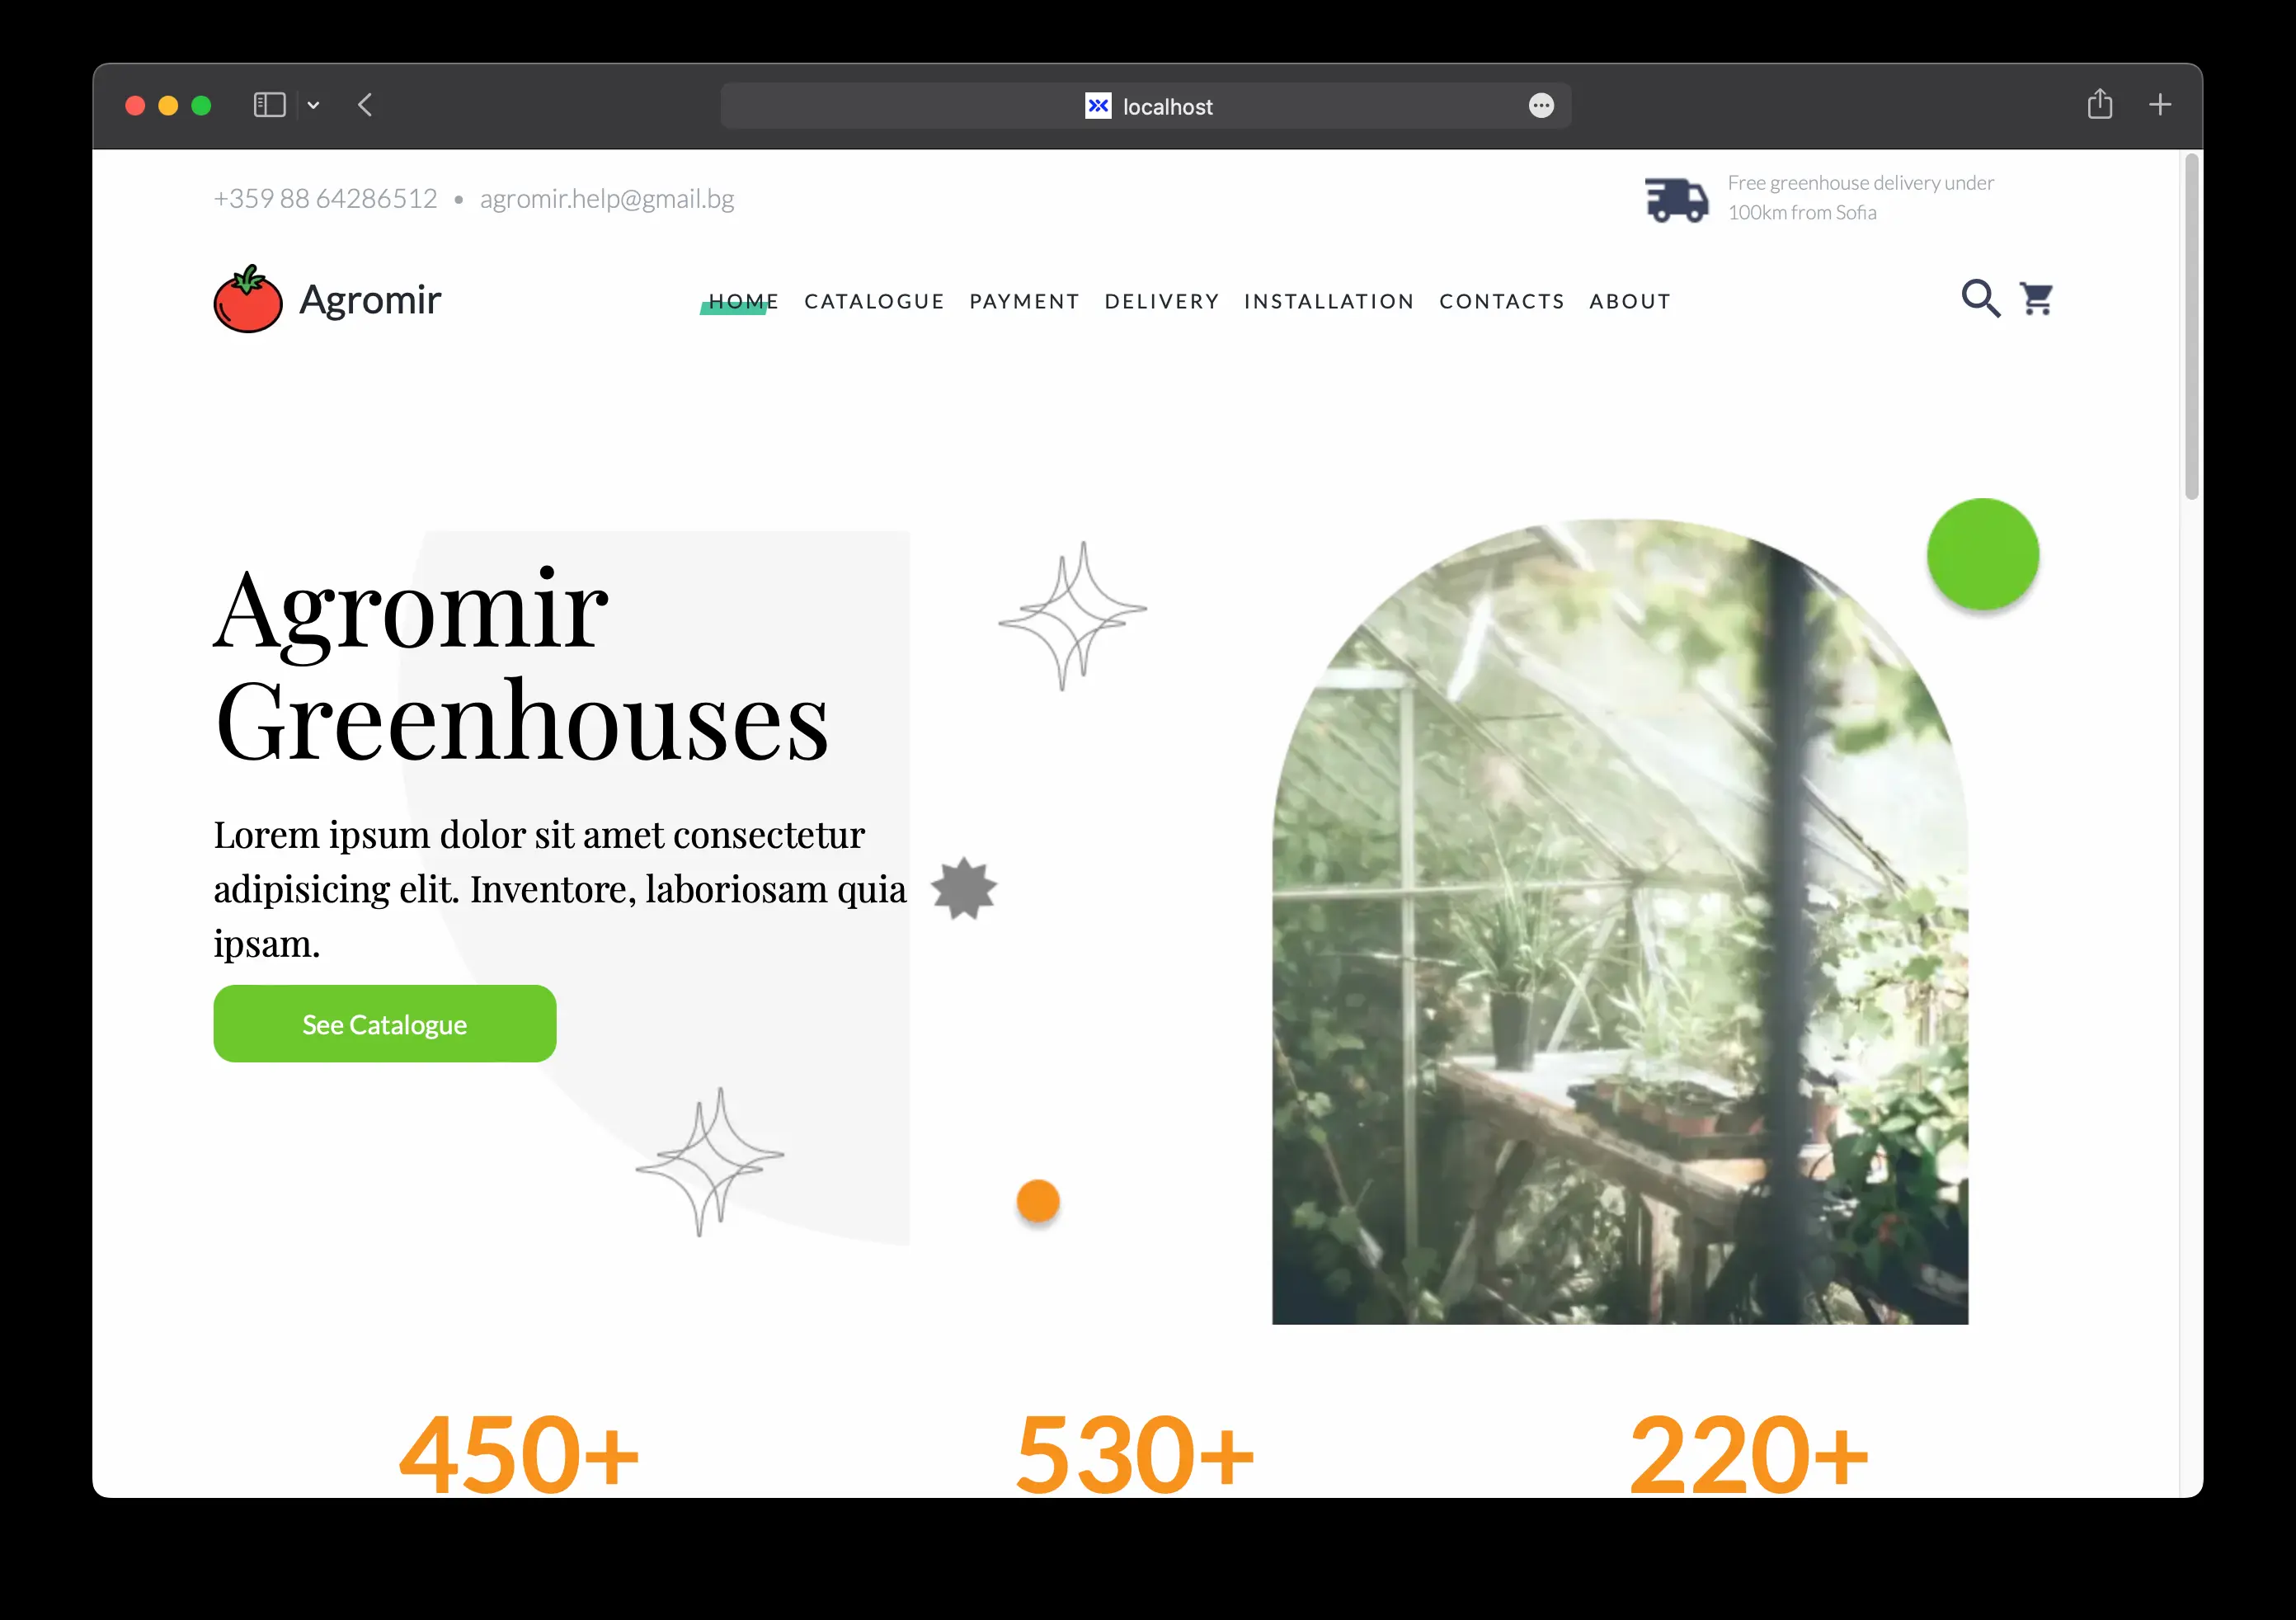 localhost
+359 88 64286512 • agromir.help@gmail.bg
Free greenhouse delivery under
100km from Sofia
Agromir
HOME CATALOGUE PAYMENT DELIVERY INSTALLATION CONTACTS ABOUT
Agromir
Greenhouses
Lorem ipsum dolor sit amet consectetur
adipisicing elit. Inventore, laboriosam quia
ipsam.
See Catalogue
450+ 530+ 220+